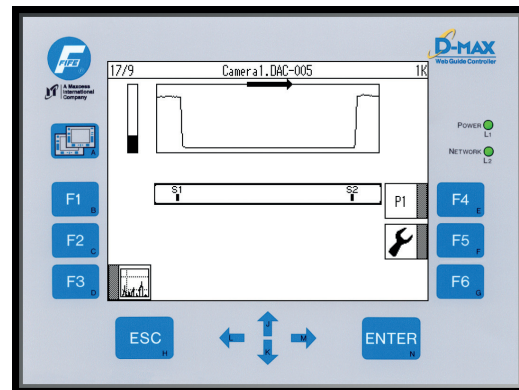 FIFE
A Maxcess
International
Company
D-MAX
Web Guide Controller
17/9 Camera1.DAC-005 1K
POWER
L1
NETWORK
L2
A
S1 S2
P1
F1 B
F2 C
F3 D
F4 E
F5 F
F6 G
ESC H
J
L M
K
ENTER N